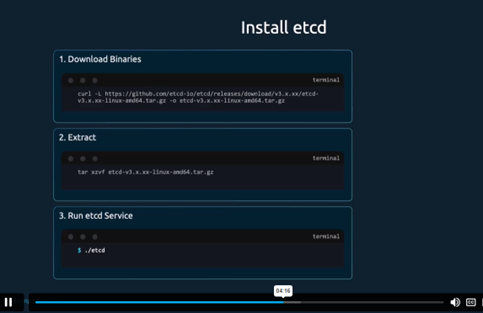 Install etcd
1. Download Binaries
terminal
curl -L https://github.com/etcd-io/etcd/releases/download/v3.x.xx/etcd-
v3.x.xx-linux-amd64.tar.gz -o etcd-v3.x.xx-linux-amd64.tar.gz
2. Extract
terminal
tar xzvf etcd-v3.x.xx-linux-amd64.tar.gz
3. Run etcd Service
terminal
$ ./etcd
04:16